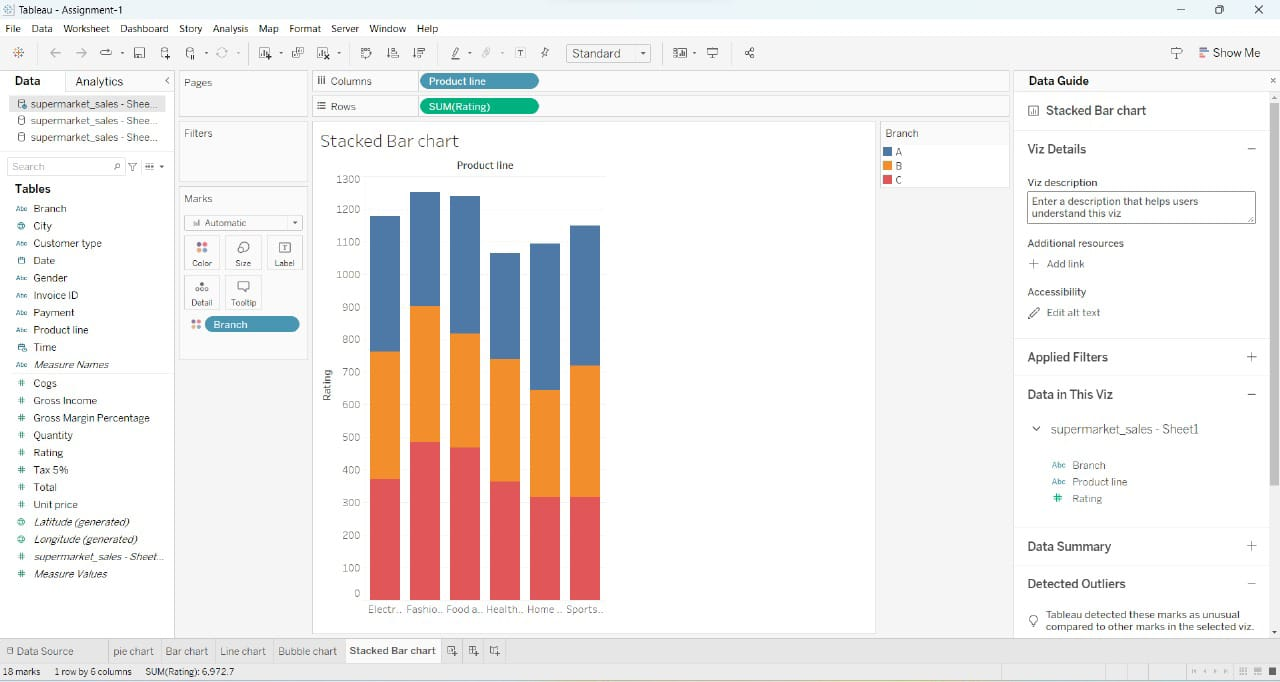 Tableau - Assignment-1
File Data Worksheet Dashboard Story Analysis Map Format Server Window Help
Standard
Show Me
Data Analytics
supermarket_sales - Shee...
supermarket_sales - Shee...
supermarket_sales - Shee...
Search
Tables
Abc Branch
City
Abc Customer type
Date
Abc Gender
Abc Invoice ID
Abc Payment
Abc Product line
Time
Abc Measure Names
# Cogs
# Gross Income
# Gross Margin Percentage
# Quantity
# Rating
# Tax 5%
# Total
# Unit price
Latitude (generated)
Longitude (generated)
# supermarket_sales - Sheet...
# Measure Values
Pages
Filters
Marks
Automatic
Color Size Label
Detail Tooltip
Branch
Columns Product line
Rows SUM(Rating)
Stacked Bar chart
Product line
1300
1200
1100
1000
900
800
700
600
500
400
300
200
100
0
Rating
Electr.. Fashio.. Food a.. Health.. Home .. Sports..
Branch
A
B
C
Data Guide
Stacked Bar chart
Viz Details
Viz description
Enter a description that helps users
understand this viz
Additional resources
Add link
Accessibility
Edit alt text
Applied Filters
Data in This Viz
supermarket_sales - Sheet1
Abc Branch
Abc Product line
# Rating
Data Summary
Detected Outliers
Tableau detected these marks as unusual
compared to other marks in the selected viz.
Data Source pie chart Bar chart Line chart Bubble chart Stacked Bar chart
18 marks 1 row by 6 columns SUM(Rating): 6,972.7